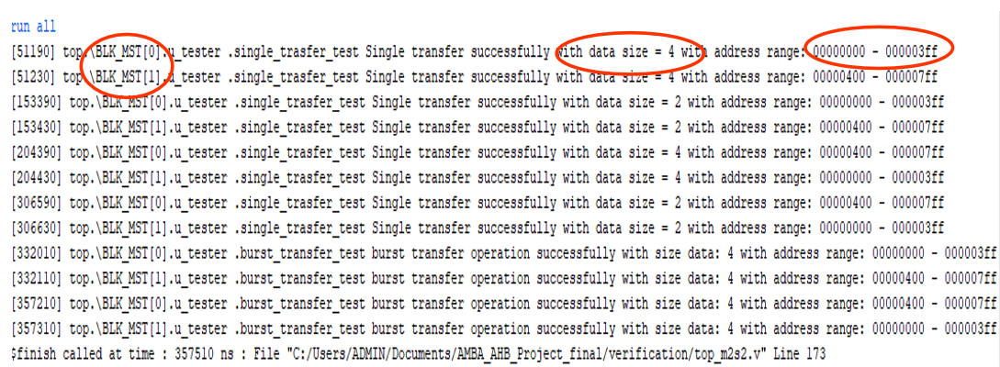 run all
[51190] top.\BLK_MST[0].u_tester .single_trasfer_test Single transfer successfully with data size = 4 with address range: 00000000 - 000003ff
[51230] top.\BLK_MST[1].u_tester .single_trasfer_test Single transfer successfully with data size = 4 with address range: 00000400 - 000007ff
[153390] top.\BLK_MST[0].u_tester .single_trasfer_test Single transfer successfully with data size = 2 with address range: 00000000 - 000003ff
[153430] top.\BLK_MST[1].u_tester .single_trasfer_test Single transfer successfully with data size = 2 with address range: 00000400 - 000007ff
[204390] top.\BLK_MST[0].u_tester .single_trasfer_test Single transfer successfully with data size = 4 with address range: 00000400 - 000007ff
[204430] top.\BLK_MST[1].u_tester .single_trasfer_test Single transfer successfully with data size = 4 with address range: 00000000 - 000003ff
[306590] top.\BLK_MST[0].u_tester .single_trasfer_test Single transfer successfully with data size = 2 with address range: 00000400 - 000007ff
[306630] top.\BLK_MST[1].u_tester .single_trasfer_test Single transfer successfully with data size = 2 with address range: 00000000 - 000003ff
[332010] top.\BLK_MST[0].u_tester .burst_transfer_test burst transfer operation successfully with size data: 4 with address range: 00000000 - 000003ff
[332110] top.\BLK_MST[1].u_tester .burst_transfer_test burst transfer operation successfully with size data: 4 with address range: 00000400 - 000007ff
[357210] top.\BLK_MST[0].u_tester .burst_transfer_test burst transfer operation successfully with size data: 4 with address range: 00000400 - 000007ff
[357310] top.\BLK_MST[1].u_tester .burst_transfer_test burst transfer operation successfully with size data: 4 with address range: 00000000 - 000003ff
$finish called at time : 357510 ns : File "C:/Users/ADMIN/Documents/AMBA_AHB_Project_final/verification/top_m2s2.v" Line 173